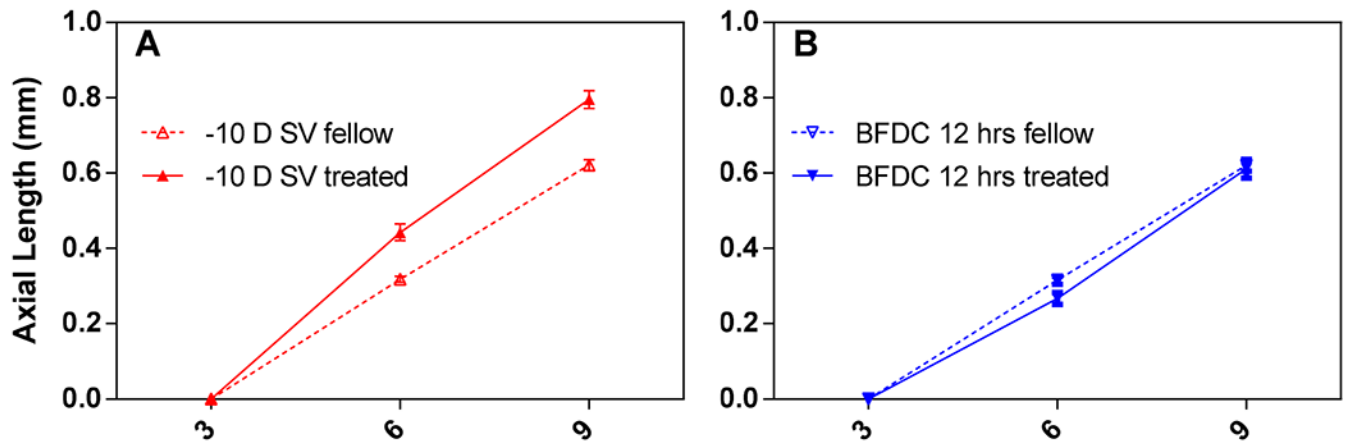 A
B
Axial Length (mm)
1.0
0.8
0.6
0.4
0.2
0.0
-10 D SV fellow
-10 D SV treated
3
6
9
1.0
0.8
0.6
0.4
0.2
0.0
BFDC 12 hrs fellow
BFDC 12 hrs treated
3
6
9